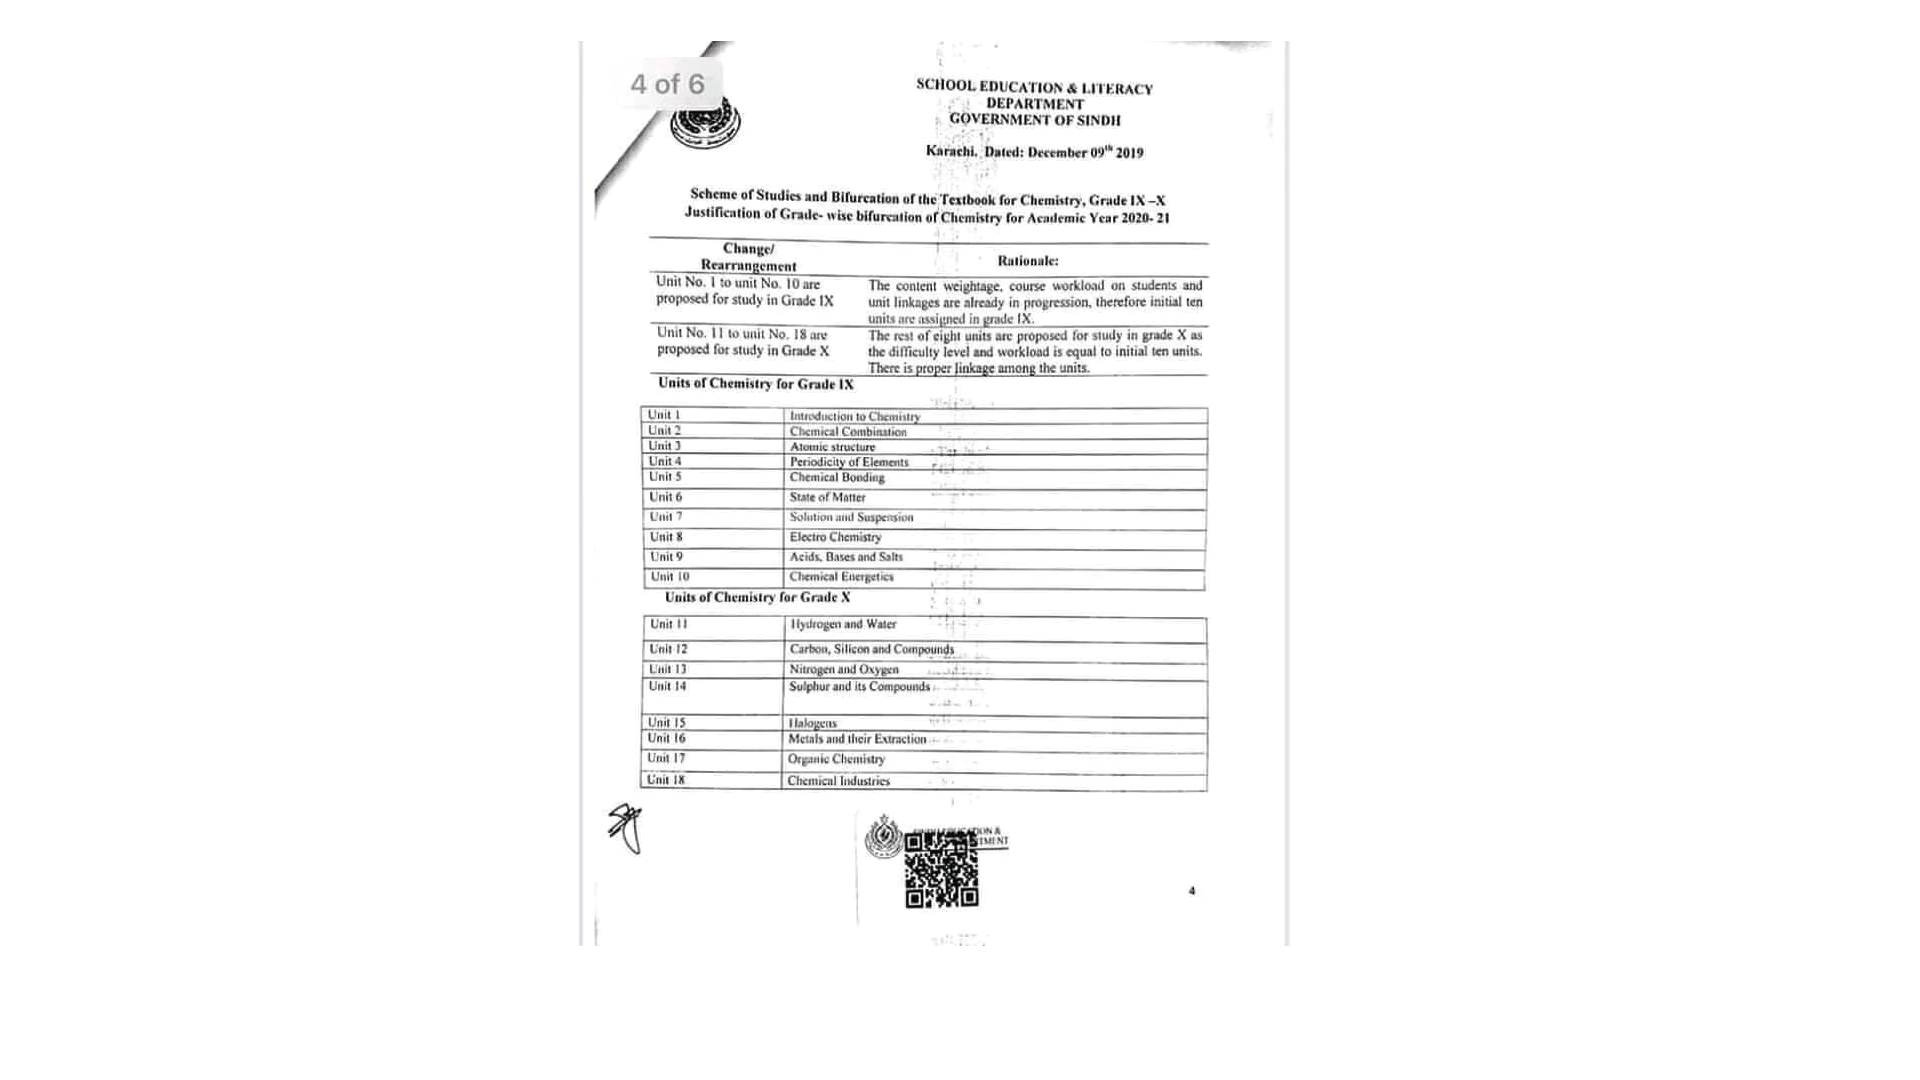 4 of 6
SCHOOL EDUCATION & LITERACY
DEPARTMENT
GOVERNMENT OF SINDH
Karachi, Dated: December 09th 2019
Scheme of Studies and Bifurcation of the Textbook for Chemistry, Grade IX –X
Justification of Grade- wise bifurcation of Chemistry for Academic Year 2020- 21
Change/
Rearrangement
Rationale:
Unit No. 1 to unit No. 10 are
proposed for study in Grade IX
The content weightage, course workload on students and
unit linkages are already in progression, therefore initial ten
units are assigned in grade IX.
Unit No. 11 to unit No. 18 are
proposed for study in Grade X
The rest of eight units are proposed for study in grade X as
the difficulty level and workload is equal to initial ten units.
There is proper linkage among the units.
Units of Chemistry for Grade IX
Unit 1 Introduction to Chemistry
Unit 2 Chemical Combination
Unit 3 Atomic structure
Unit 4 Periodicity of Elements
Unit 5 Chemical Bonding
Unit 6 State of Matter
Unit 7 Solution and Suspension
Unit 8 Electro Chemistry
Unit 9 Acids, Bases and Salts
Unit 10 Chemical Energetics
Units of Chemistry for Grade X
Unit 11 Hydrogen and Water
Unit 12 Carbon, Silicon and Compounds
Unit 13 Nitrogen and Oxygen
Unit 14 Sulphur and its Compounds
Unit 15 Halogens
Unit 16 Metals and their Extraction
Unit 17 Organic Chemistry
Unit 18 Chemical Industries
4